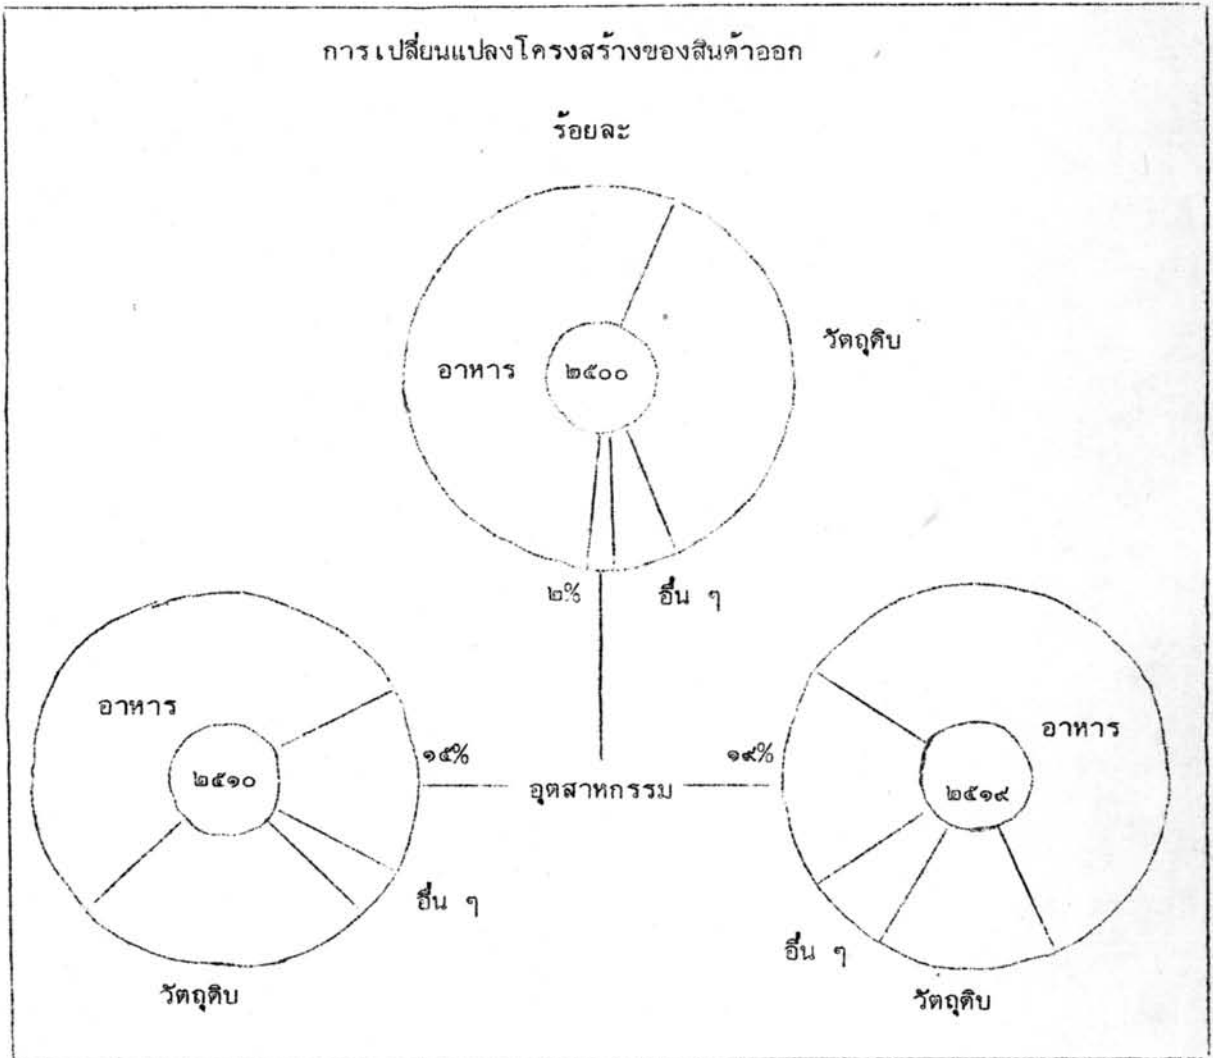 การเปลี่ยนแปลงโครงสร้างของสินค้าออก
ร้อยละ
วัตถุดิบ
อาหาร
๒๕๐๐
๒%
อื่น ๆ
อาหาร
๒๕๑๐
๑๕%
อุตสาหกรรม
๑๙%
๒๕๑๙
อาหาร
อื่น ๆ
วัตถุดิบ
อื่น ๆ
วัตถุดิบ